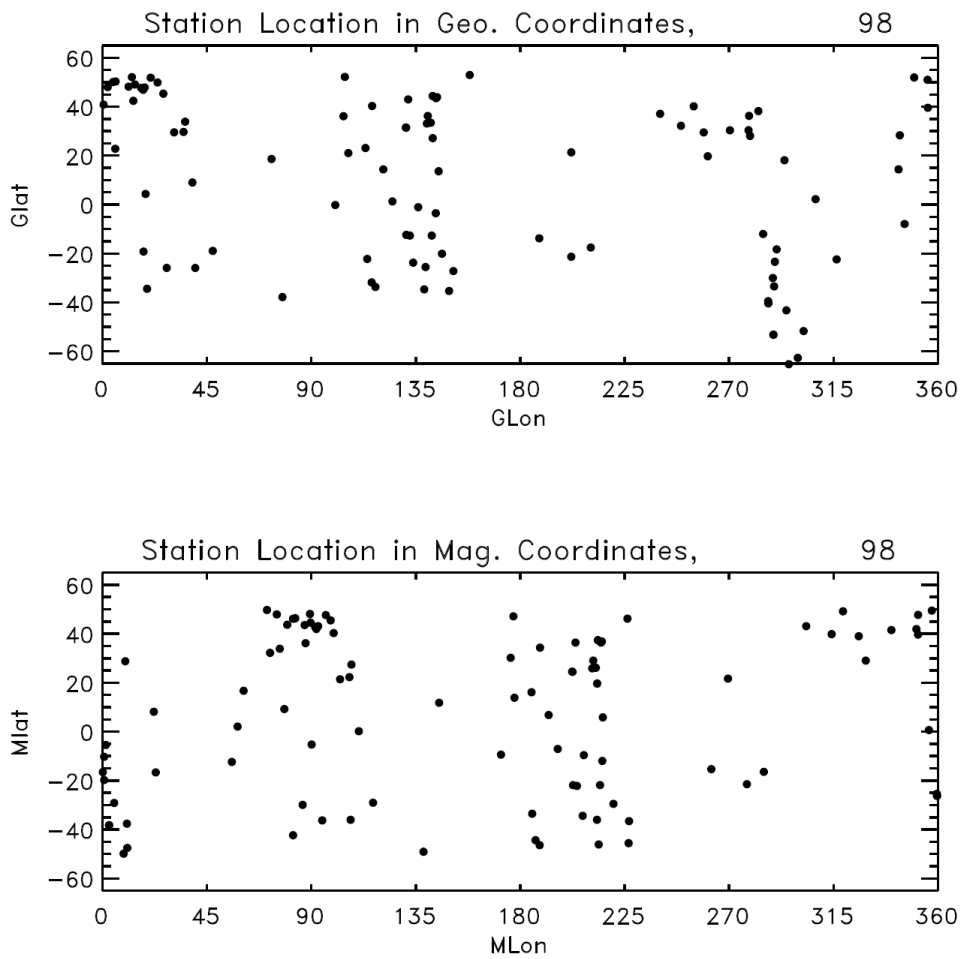 Station Location in Geo. Coordinates, 98
60
40
20
0
−20
−40
−60
Glat
0 45 90 135 180 225 270 315 360
GLon
Station Location in Mag. Coordinates, 98
60
40
20
0
−20
−40
−60
Mlat
0 45 90 135 180 225 270 315 360
MLon